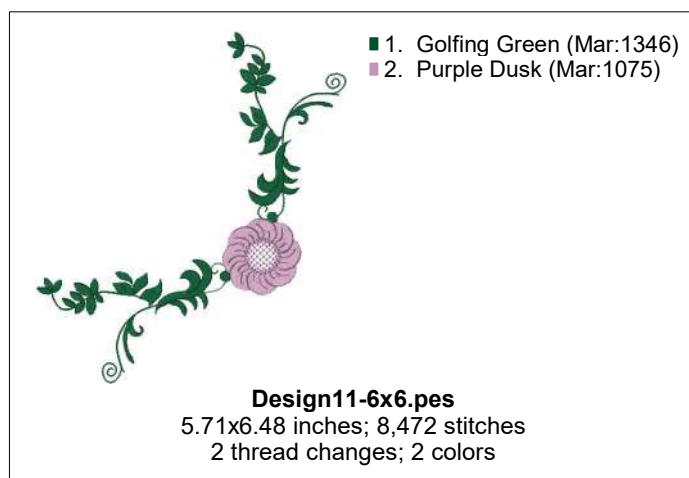 1. Golfing Green (Mar:1346)
2. Purple Dusk (Mar:1075)
Design11-6x6.pes
5.71x6.48 inches; 8,472 stitches
2 thread changes; 2 colors